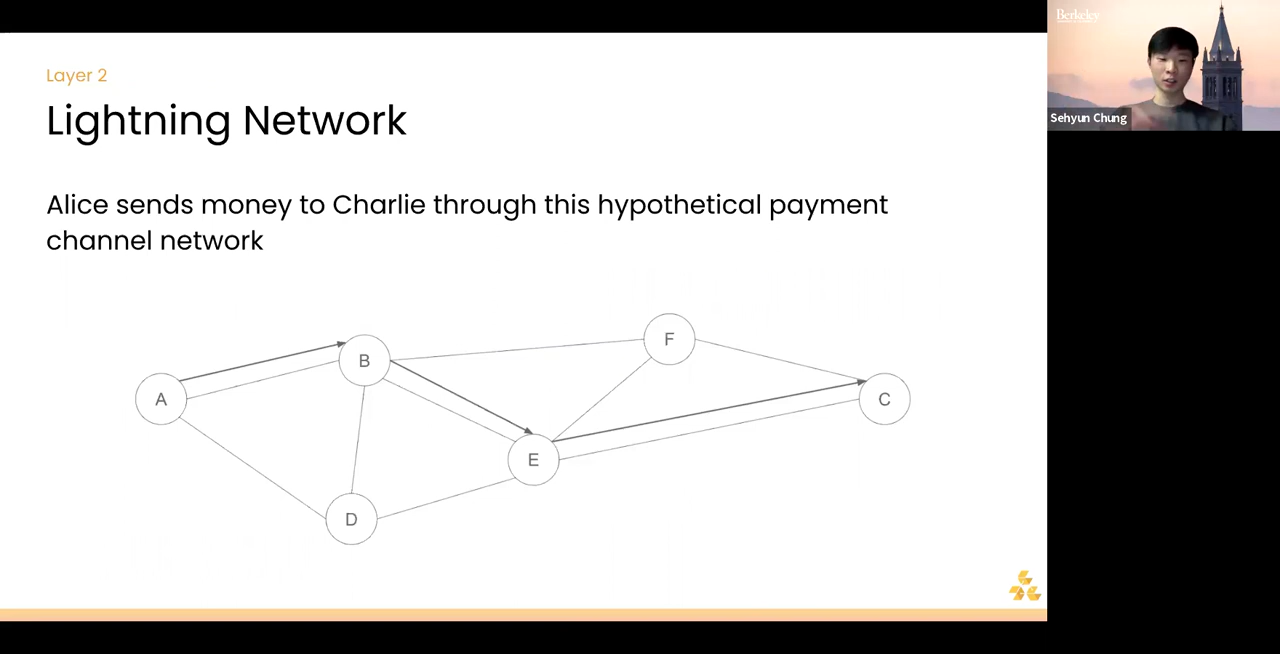 Layer 2
Lightning Network
Alice sends money to Charlie through this hypothetical payment
channel network
F
B
A
C
E
D
Berkeley
Sehyun Chung